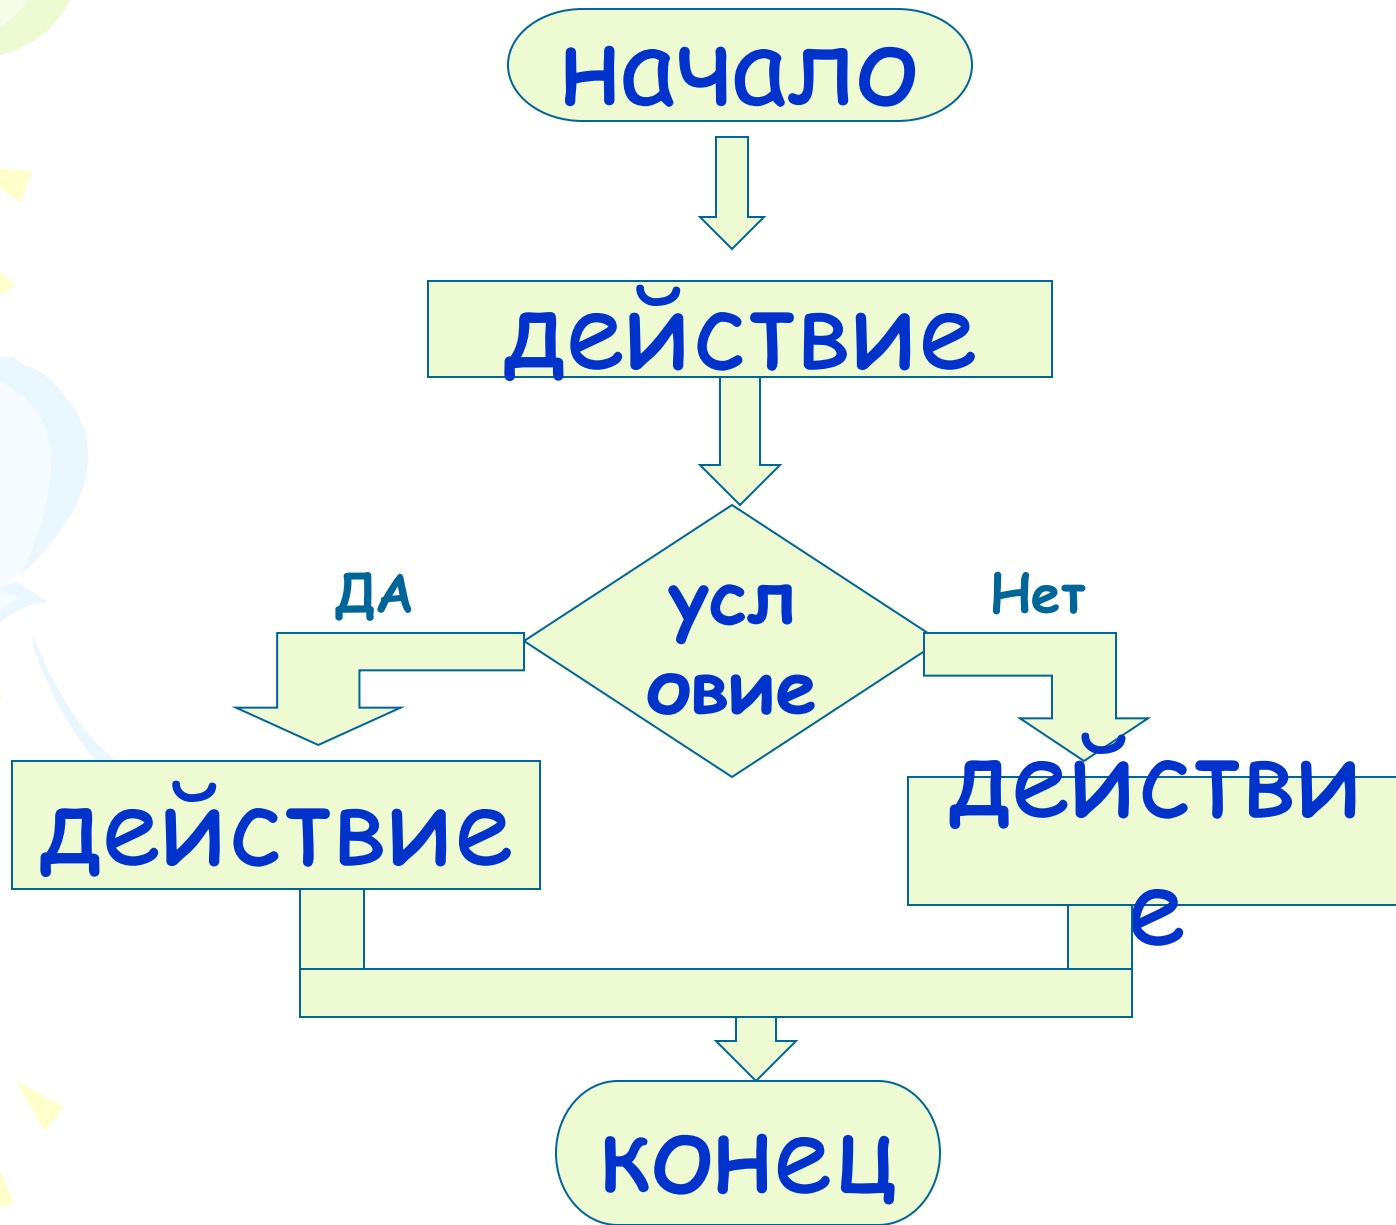 начало
действие
ДА
Нет
усл
овие
действие
действи
е
конец